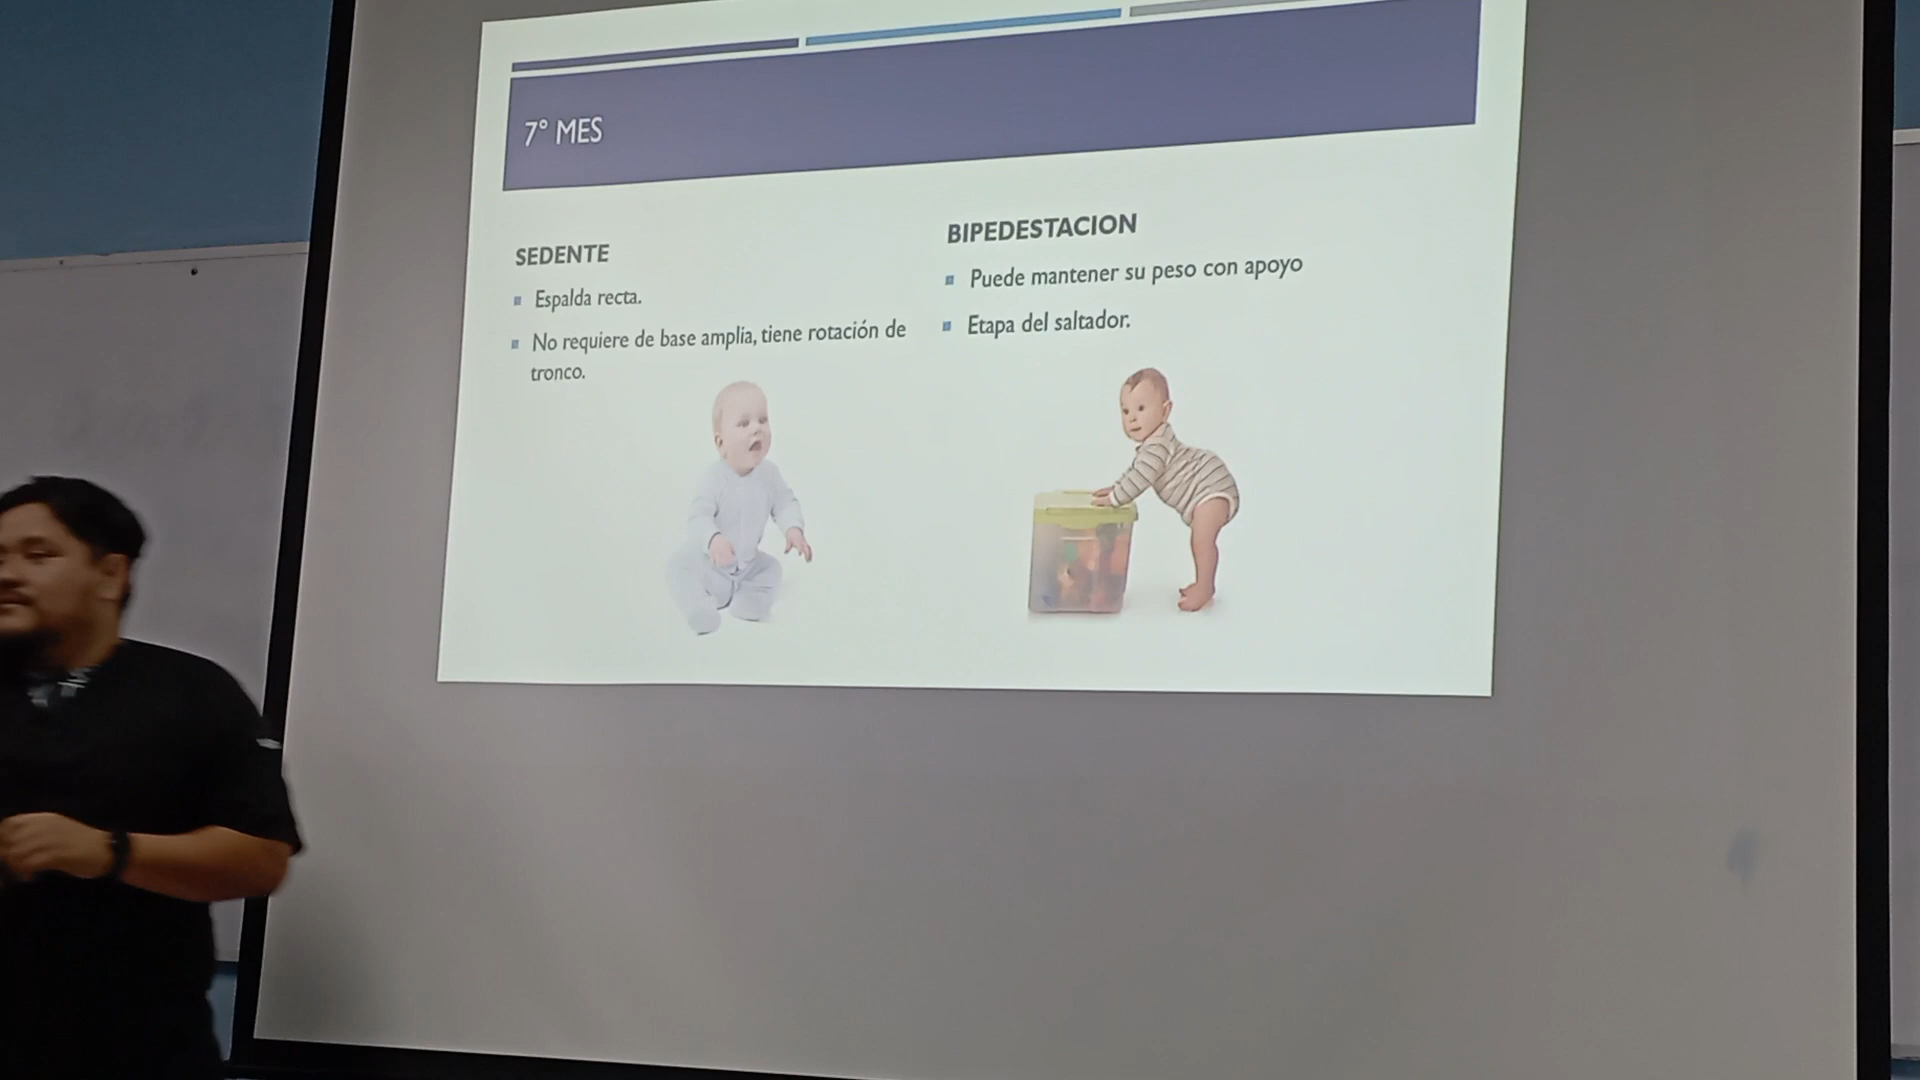 7° MES
SEDENTE
Espalda recta.
No requiere de base amplia, tiene rotación de
tronco.
BIPEDESTACION
Puede mantener su peso con apoyo
Etapa del saltador.